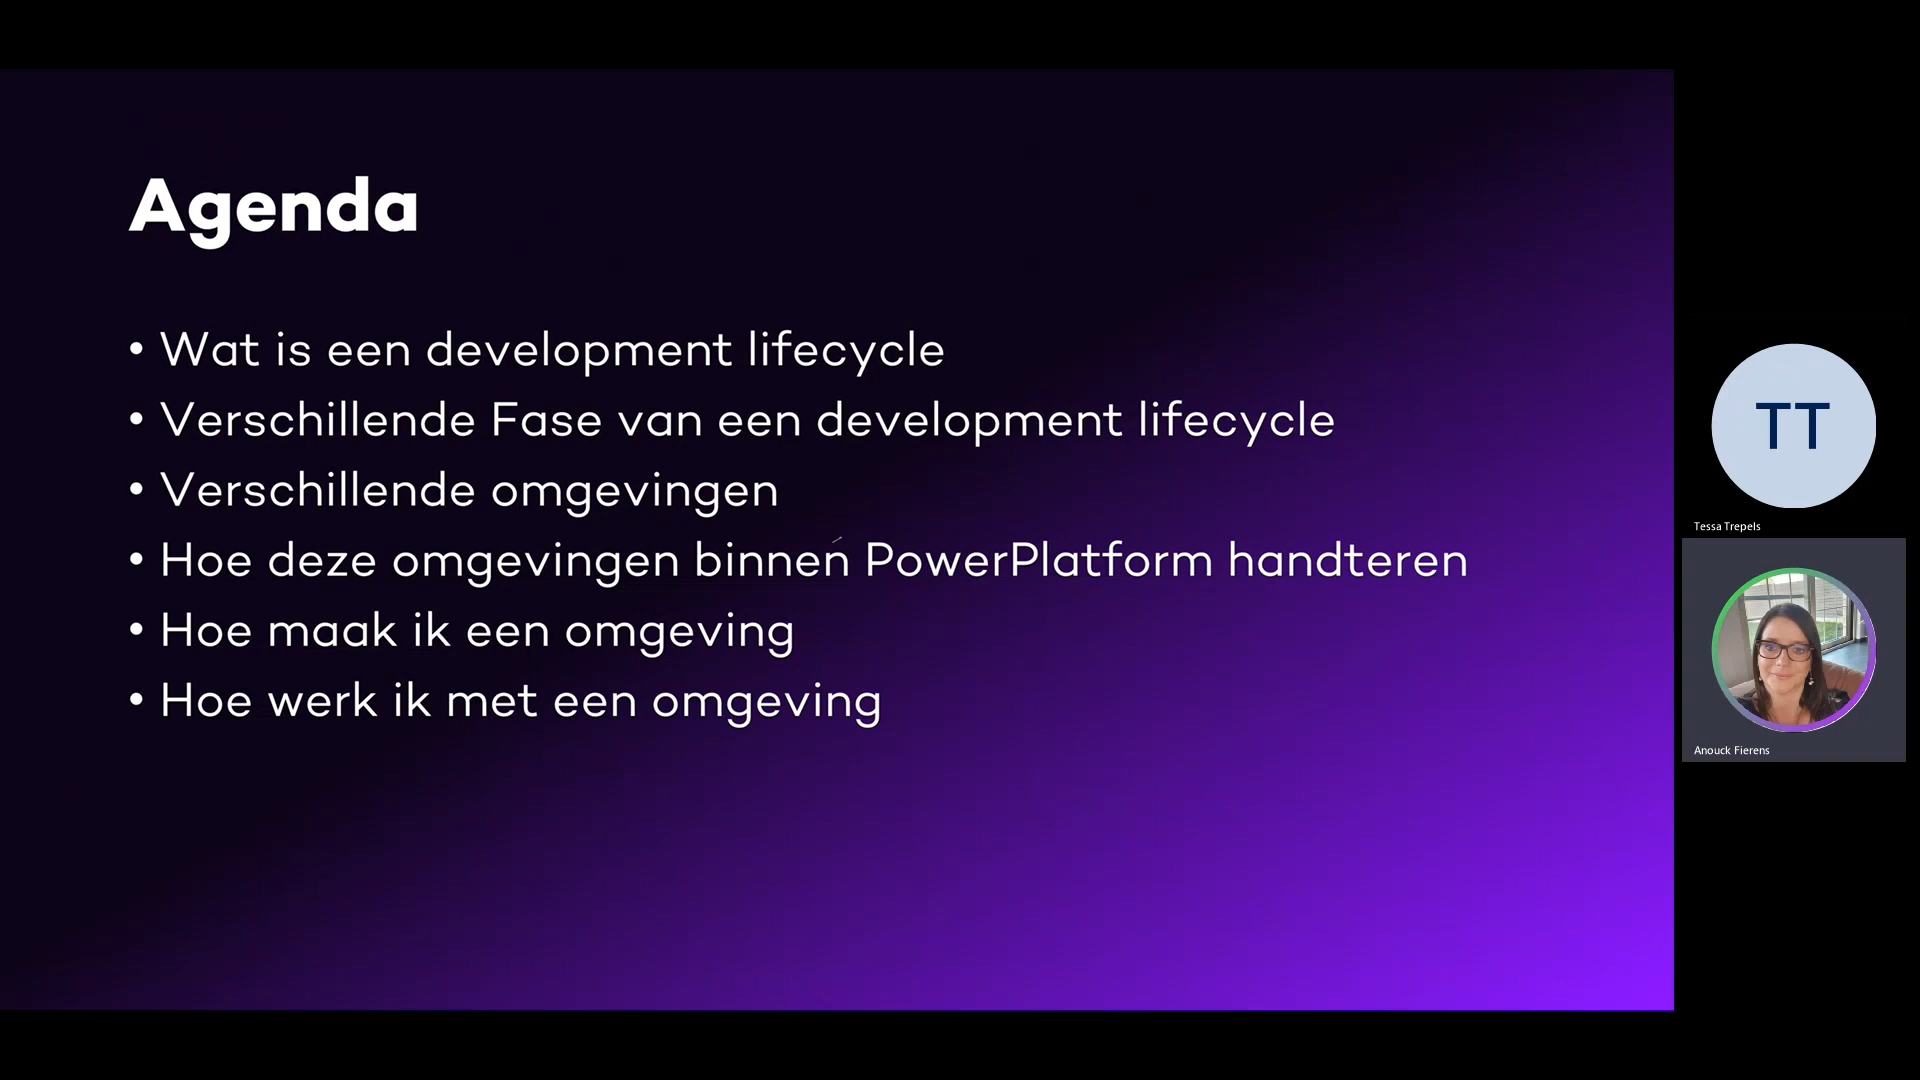 Agenda
• Wat is een development lifecycle
• Verschillende Fase van een development lifecycle
• Verschillende omgevingen
• Hoe deze omgevingen binnen PowerPlatform handteren
• Hoe maak ik een omgeving
• Hoe werk ik met een omgeving
TT
Tessa Trepels
Anouck Fierens